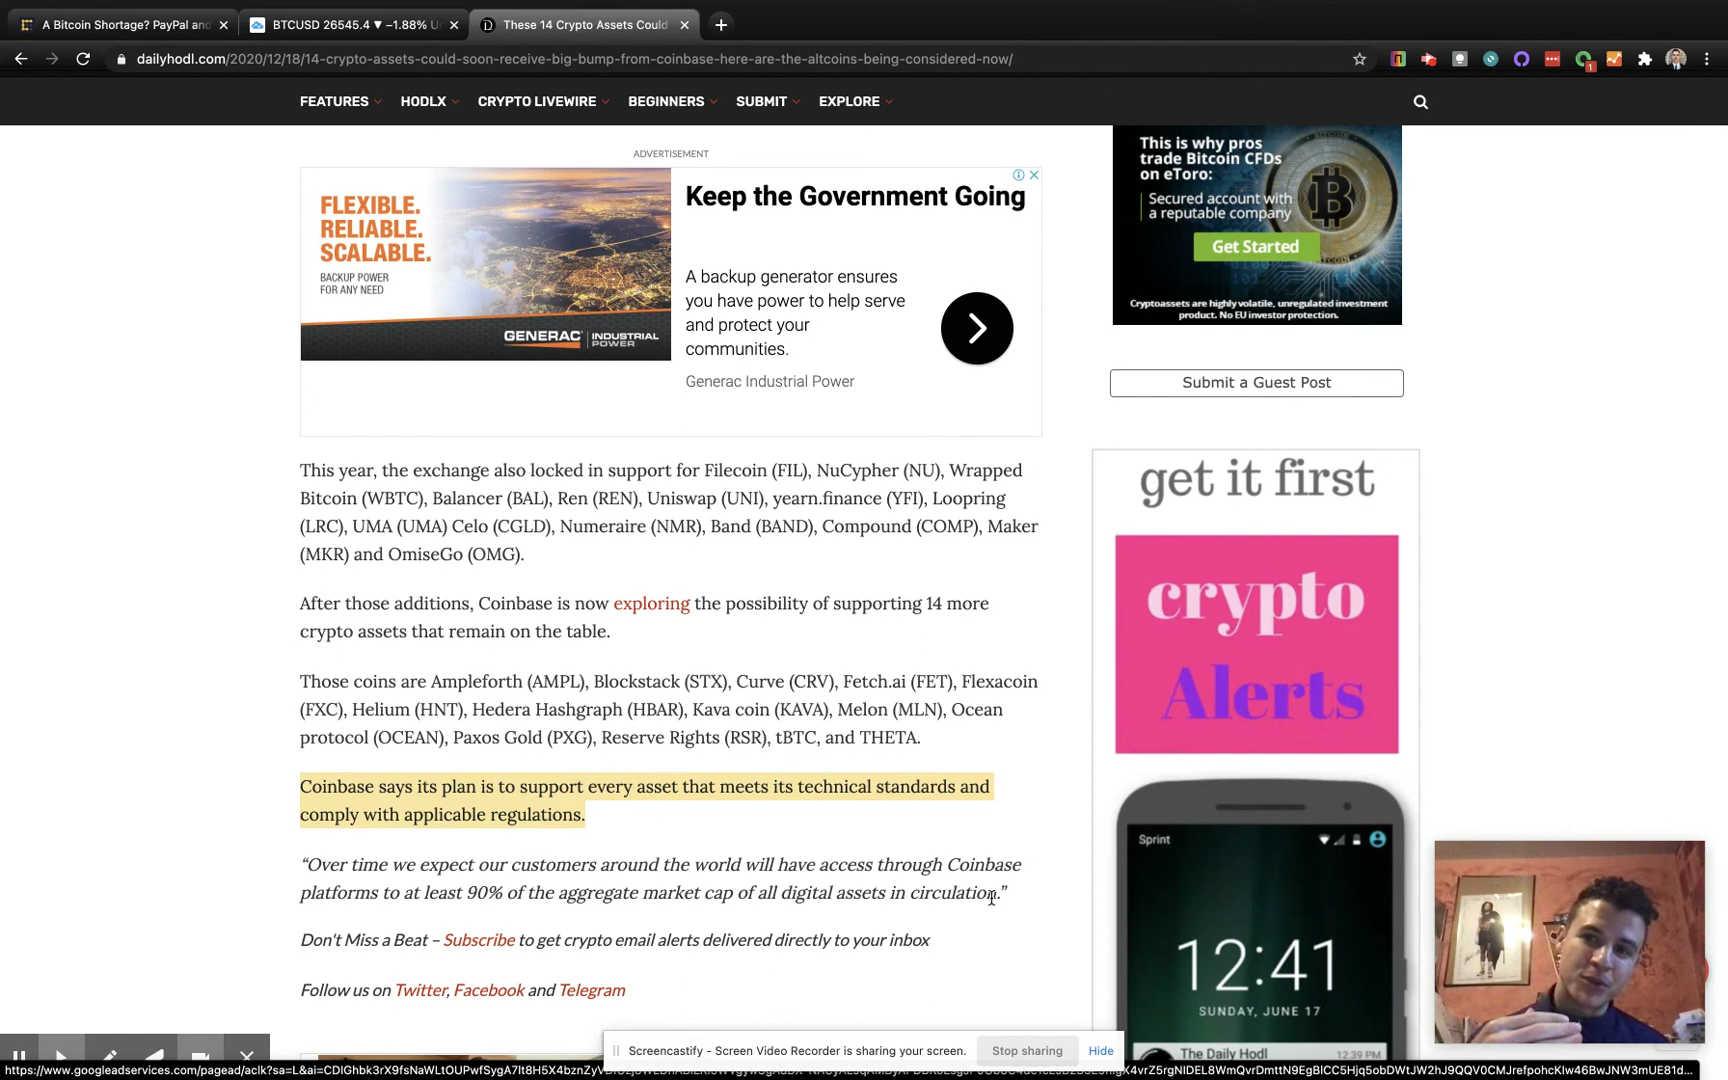 A Bitcoin Shortage? PayPal and
BTCUSD 26545.4 ▼ −1.88% U
These 14 Crypto Assets Could
dailyhodl.com/2020/12/18/14-crypto-assets-could-soon-receive-big-bump-from-coinbase-here-are-the-altcoins-being-considered-now/
1
FEATURES HODLX CRYPTO LIVEWIRE BEGINNERS SUBMIT EXPLORE
ADVERTISEMENT
FLEXIBLE.
RELIABLE.
SCALABLE.
BACKUP POWER
FOR ANY NEED
GENERAC INDUSTRIAL POWER
Keep the Government Going
A backup generator ensures
you have power to help serve
and protect your
communities.
Generac Industrial Power
This is why pros
trade Bitcoin CFDs
on eToro:
Secured account with
a reputable company
Get Started
Cryptoassets are highly volatile, unregulated investment
product. No EU investor protection.
Submit a Guest Post
This year, the exchange also locked in support for Filecoin (FIL), NuCypher (NU), Wrapped
Bitcoin (WBTC), Balancer (BAL), Ren (REN), Uniswap (UNI), yearn.finance (YFI), Loopring
(LRC), UMA (UMA) Celo (CGLD), Numeraire (NMR), Band (BAND), Compound (COMP), Maker
(MKR) and OmiseGo (OMG).
After those additions, Coinbase is now exploring the possibility of supporting 14 more
crypto assets that remain on the table.
Those coins are Ampleforth (AMPL), Blockstack (STX), Curve (CRV), Fetch.ai (FET), Flexacoin
(FXC), Helium (HNT), Hedera Hashgraph (HBAR), Kava coin (KAVA), Melon (MLN), Ocean
protocol (OCEAN), Paxos Gold (PXG), Reserve Rights (RSR), tBTC, and THETA.
Coinbase says its plan is to support every asset that meets its technical standards and
comply with applicable regulations.
“Over time we expect our customers around the world will have access through Coinbase
platforms to at least 90% of the aggregate market cap of all digital assets in circulation.”
Don't Miss a Beat – Subscribe to get crypto email alerts delivered directly to your inbox
Follow us on Twitter, Facebook and Telegram
get it first
crypto
Alerts
Sprint
12:41
SUNDAY, JUNE 17
The Daily Hodl 12:39 PM
Screencastify - Screen Video Recorder is sharing your screen. Stop sharing Hide